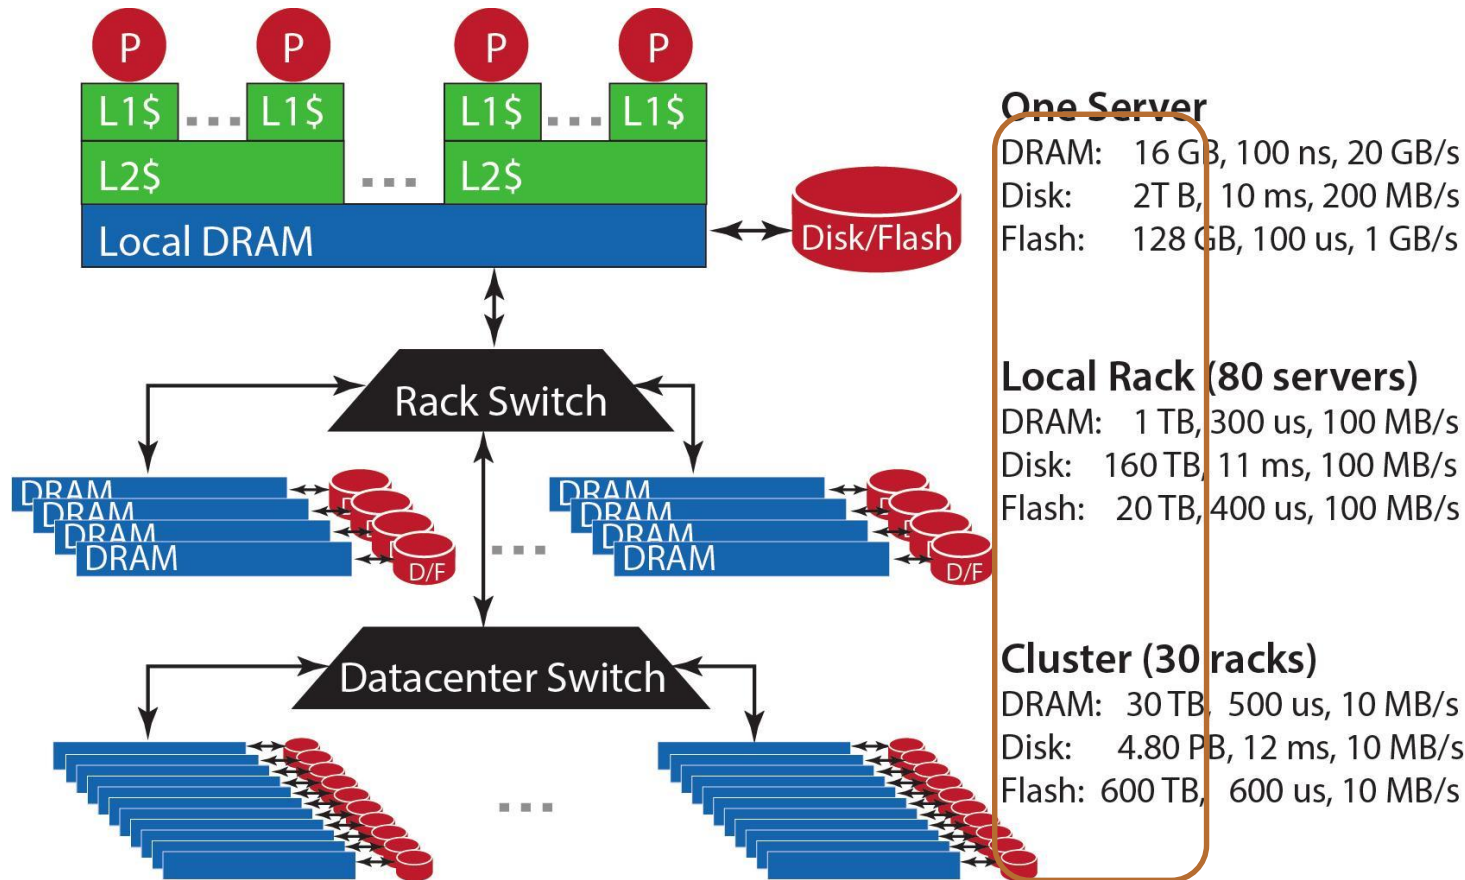 P
P
P
P
L1$ ... L1$
L1$ ... L1$
L2$ ... L2$
Local DRAM
Disk/Flash
Rack Switch
DRAM
DRAM
DRAM
DRAM
D/F
DRAM
DRAM
DRAM
DRAM
D/F
...
Datacenter Switch
...
One Server
DRAM: 16 GB, 100 ns, 20 GB/s
Disk: 2T B, 10 ms, 200 MB/s
Flash: 128 GB, 100 us, 1 GB/s
Local Rack (80 servers)
DRAM: 1 TB, 300 us, 100 MB/s
Disk: 160 TB, 11 ms, 100 MB/s
Flash: 20 TB, 400 us, 100 MB/s
Cluster (30 racks)
DRAM: 30 TB, 500 us, 10 MB/s
Disk: 4.80 PB, 12 ms, 10 MB/s
Flash: 600 TB, 600 us, 10 MB/s